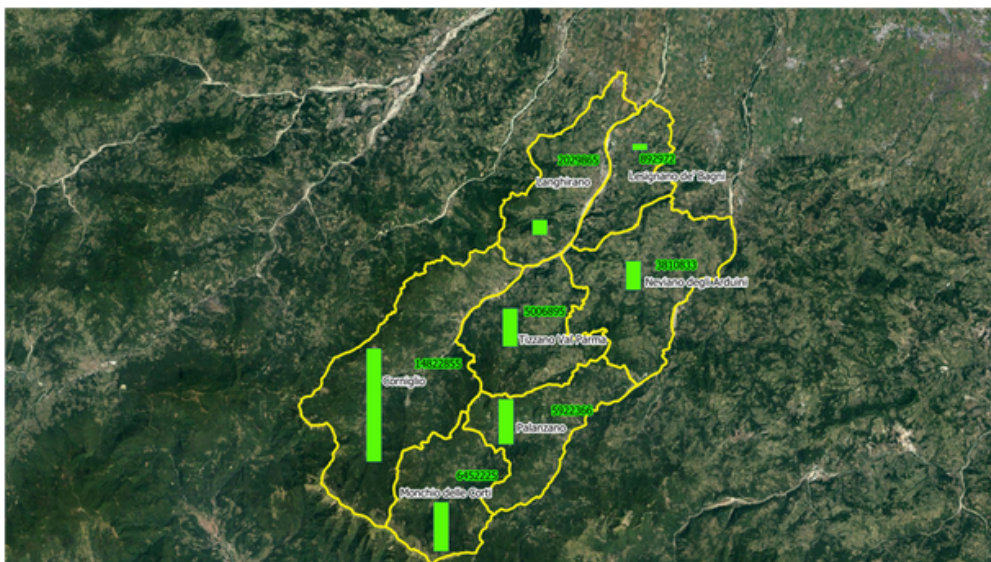 2029865
892972
Langhirano
Lesignano de' Bagni
3810833
Neviano degli Arduini
5006895
Tizzano Val Parma
14822855
Corniglio
5922366
Palanzano
6452225
Monchio delle Corti